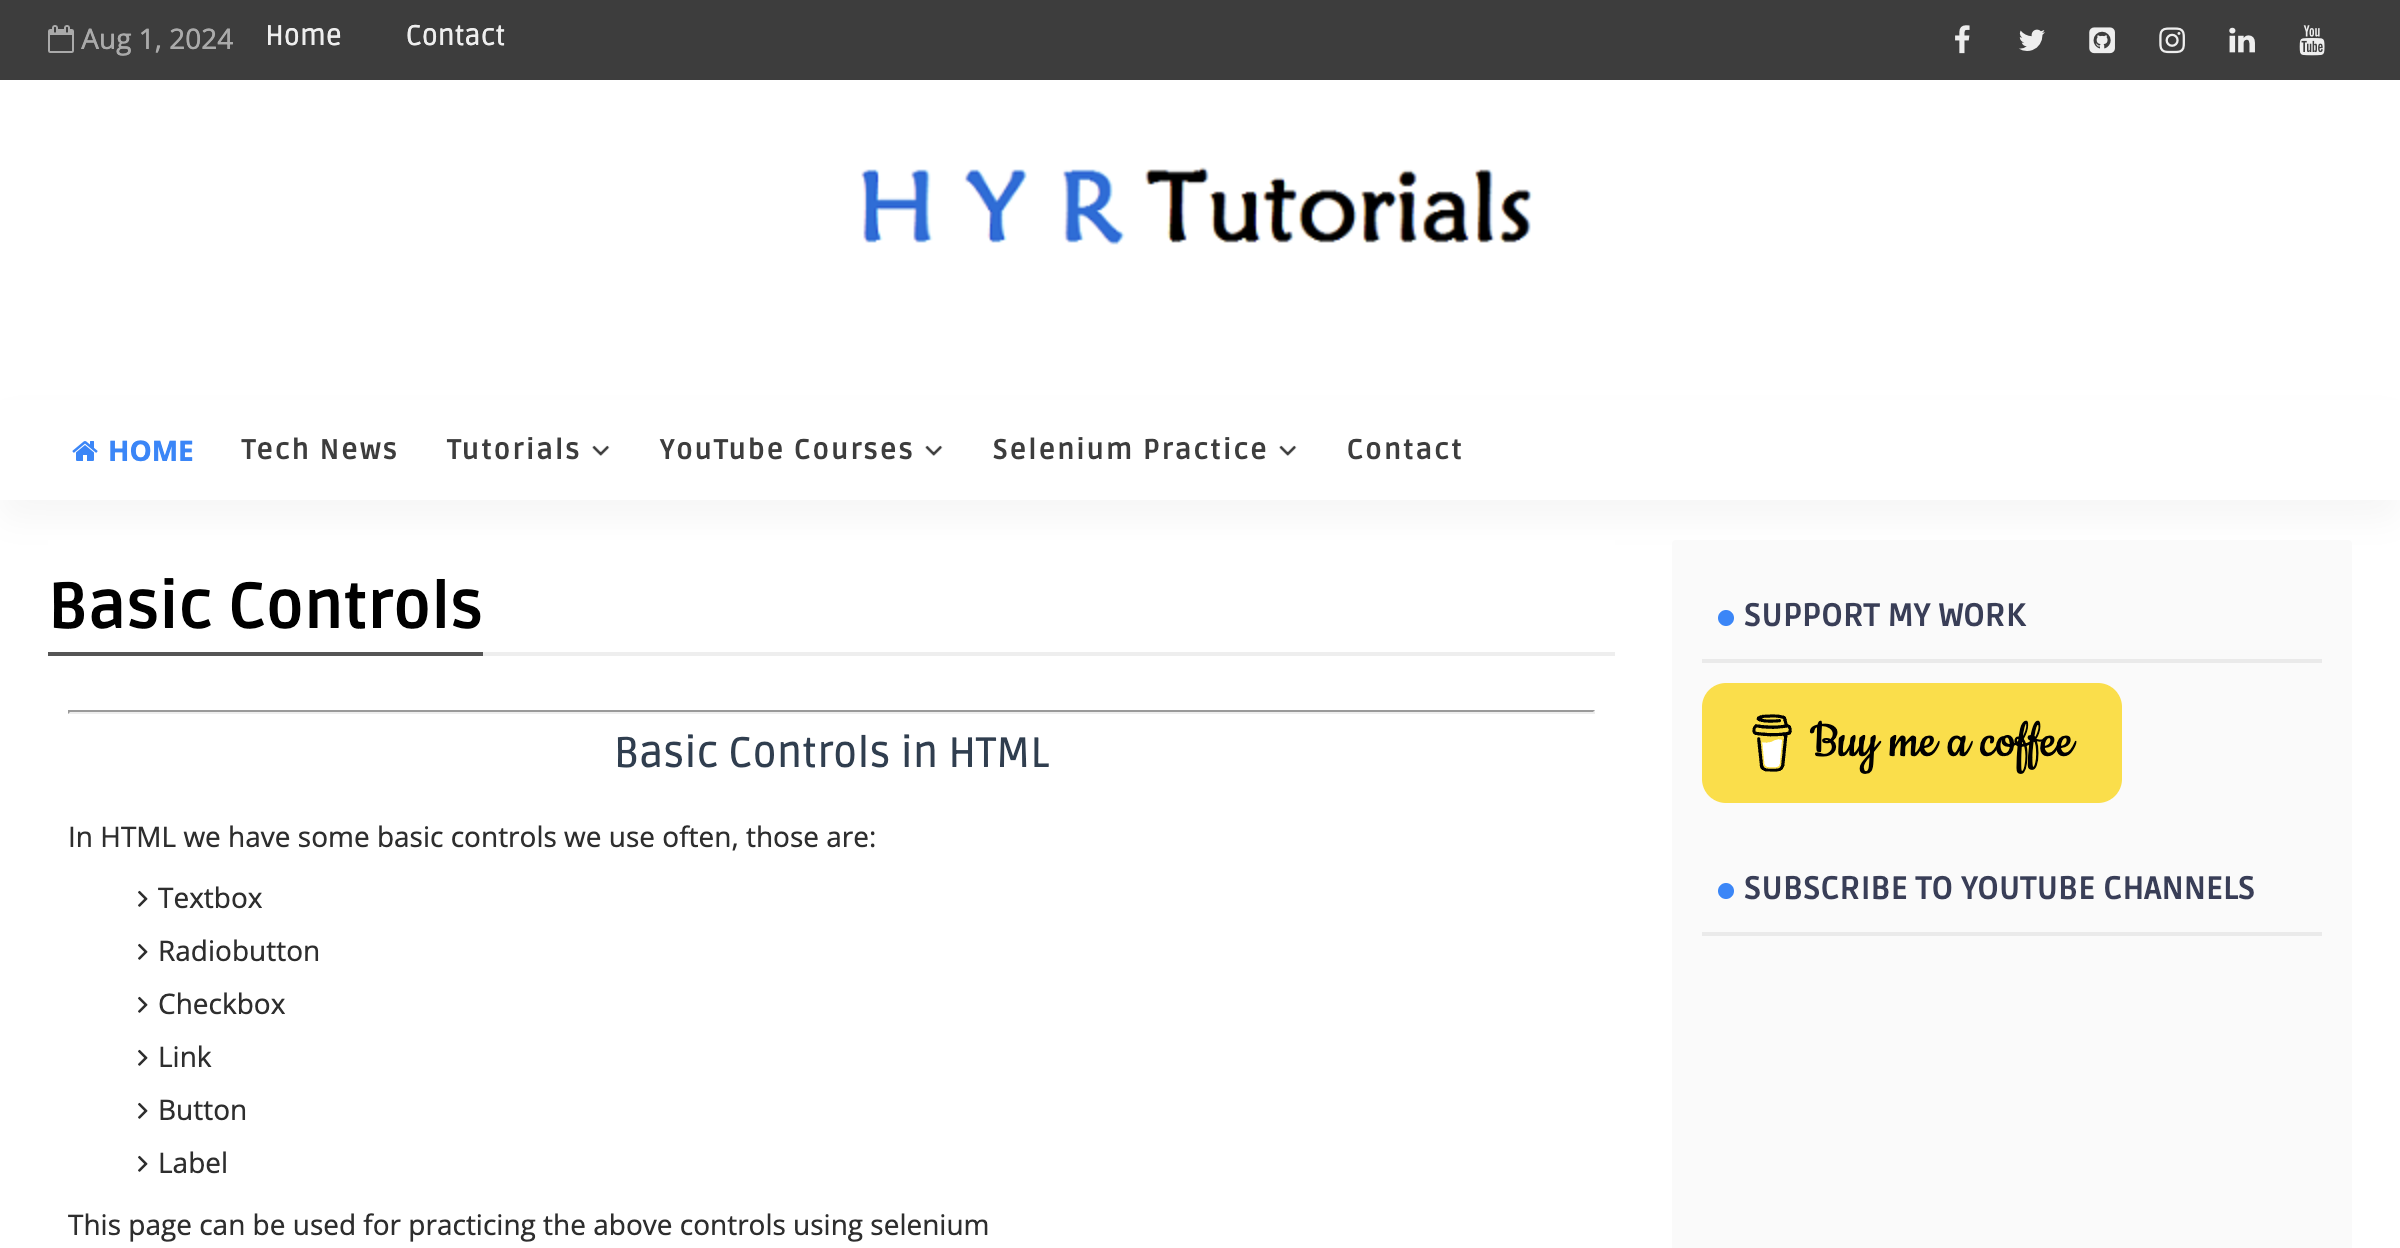 Aug 1, 2024 Home Contact
You Tube
H Y R Tutorials
HOME Tech News Tutorials YouTube Courses Selenium Practice Contact
Basic Controls
Basic Controls in HTML
In HTML we have some basic controls we use often, those are:
Textbox
Radiobutton
Checkbox
Link
Button
Label
This page can be used for practicing the above controls using selenium
SUPPORT MY WORK
Buy me a coffee
SUBSCRIBE TO YOUTUBE CHANNELS